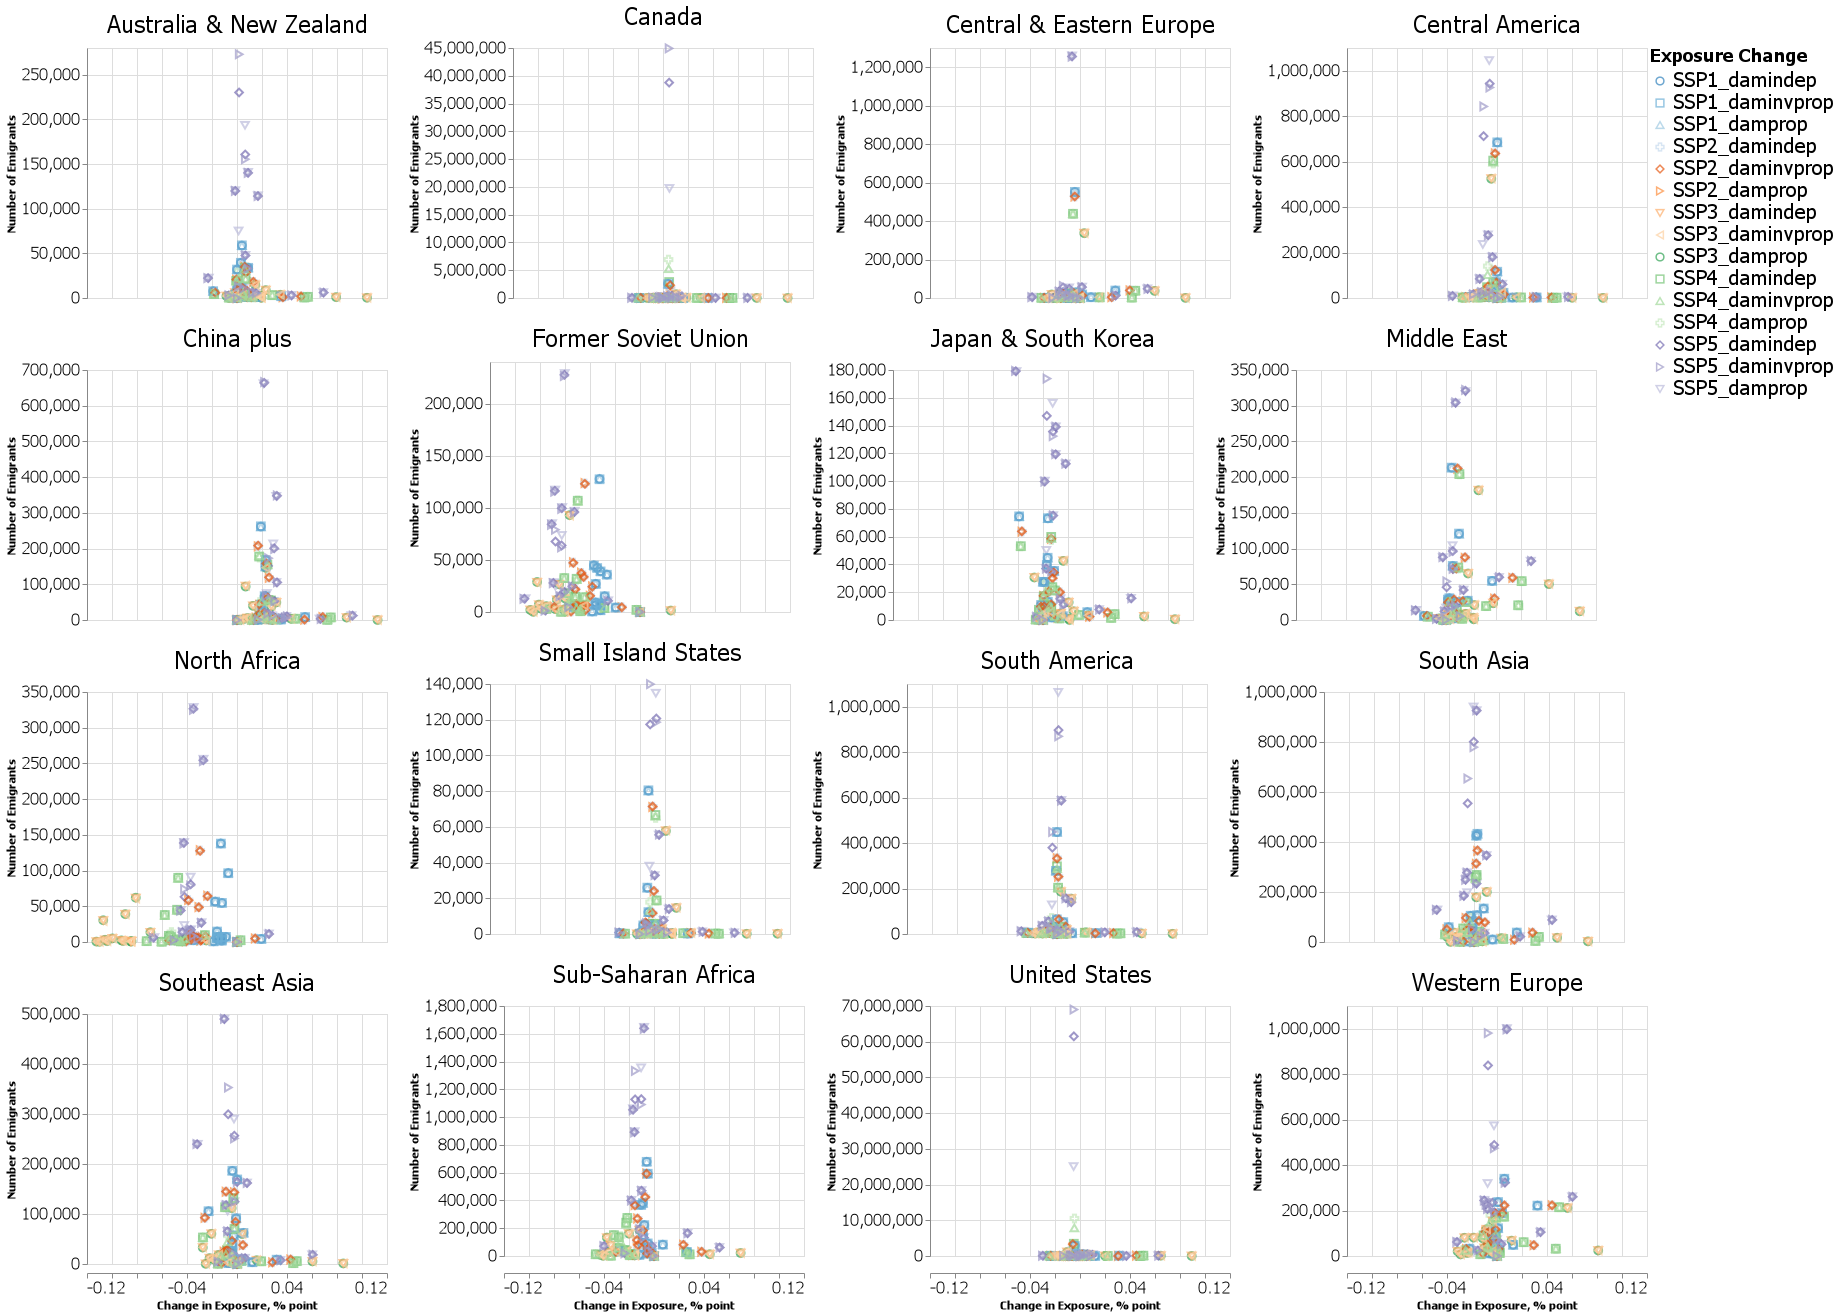 Australia & New Zealand
Canada
Central & Eastern Europe
Central America
Number of Emigrants
250,000
200,000
150,000
100,000
50,000
0
Number of Emigrants
45,000,000
40,000,000
35,000,000
30,000,000
25,000,000
20,000,000
15,000,000
10,000,000
5,000,000
0
Number of Emigrants
1,200,000
1,000,000
800,000
600,000
400,000
200,000
0
Number of Emigrants
1,000,000
800,000
600,000
400,000
200,000
0
Exposure Change
SSP1_damindep
SSP1_daminvprop
SSP1_damprop
SSP2_damindep
SSP2_daminvprop
SSP2_damprop
SSP3_damindep
SSP3_daminvprop
SSP3_damprop
SSP4_damindep
SSP4_daminvprop
SSP4_damprop
SSP5_damindep
SSP5_daminvprop
SSP5_damprop
China plus
Former Soviet Union
Japan & South Korea
Middle East
Number of Emigrants
700,000
600,000
500,000
400,000
300,000
200,000
100,000
0
Number of Emigrants
200,000
150,000
100,000
50,000
0
Number of Emigrants
180,000
160,000
140,000
120,000
100,000
80,000
60,000
40,000
20,000
0
Number of Emigrants
350,000
300,000
250,000
200,000
150,000
100,000
50,000
0
North Africa
Small Island States
South America
South Asia
Number of Emigrants
350,000
300,000
250,000
200,000
150,000
100,000
50,000
0
Number of Emigrants
140,000
120,000
100,000
80,000
60,000
40,000
20,000
0
Number of Emigrants
1,000,000
800,000
600,000
400,000
200,000
0
Number of Emigrants
1,000,000
800,000
600,000
400,000
200,000
0
Southeast Asia
Sub-Saharan Africa
United States
Western Europe
Number of Emigrants
500,000
400,000
300,000
200,000
100,000
0
Number of Emigrants
1,800,000
1,600,000
1,400,000
1,200,000
1,000,000
800,000
600,000
400,000
200,000
0
Number of Emigrants
70,000,000
60,000,000
50,000,000
40,000,000
30,000,000
20,000,000
10,000,000
0
Number of Emigrants
1,000,000
800,000
600,000
400,000
200,000
0
-0.12 -0.04 0.04 0.12
Change in Exposure, % point
-0.12 -0.04 0.04 0.12
Change in Exposure, % point
-0.12 -0.04 0.04 0.12
Change in Exposure, % point
-0.12 -0.04 0.04 0.12
Change in Exposure, % point